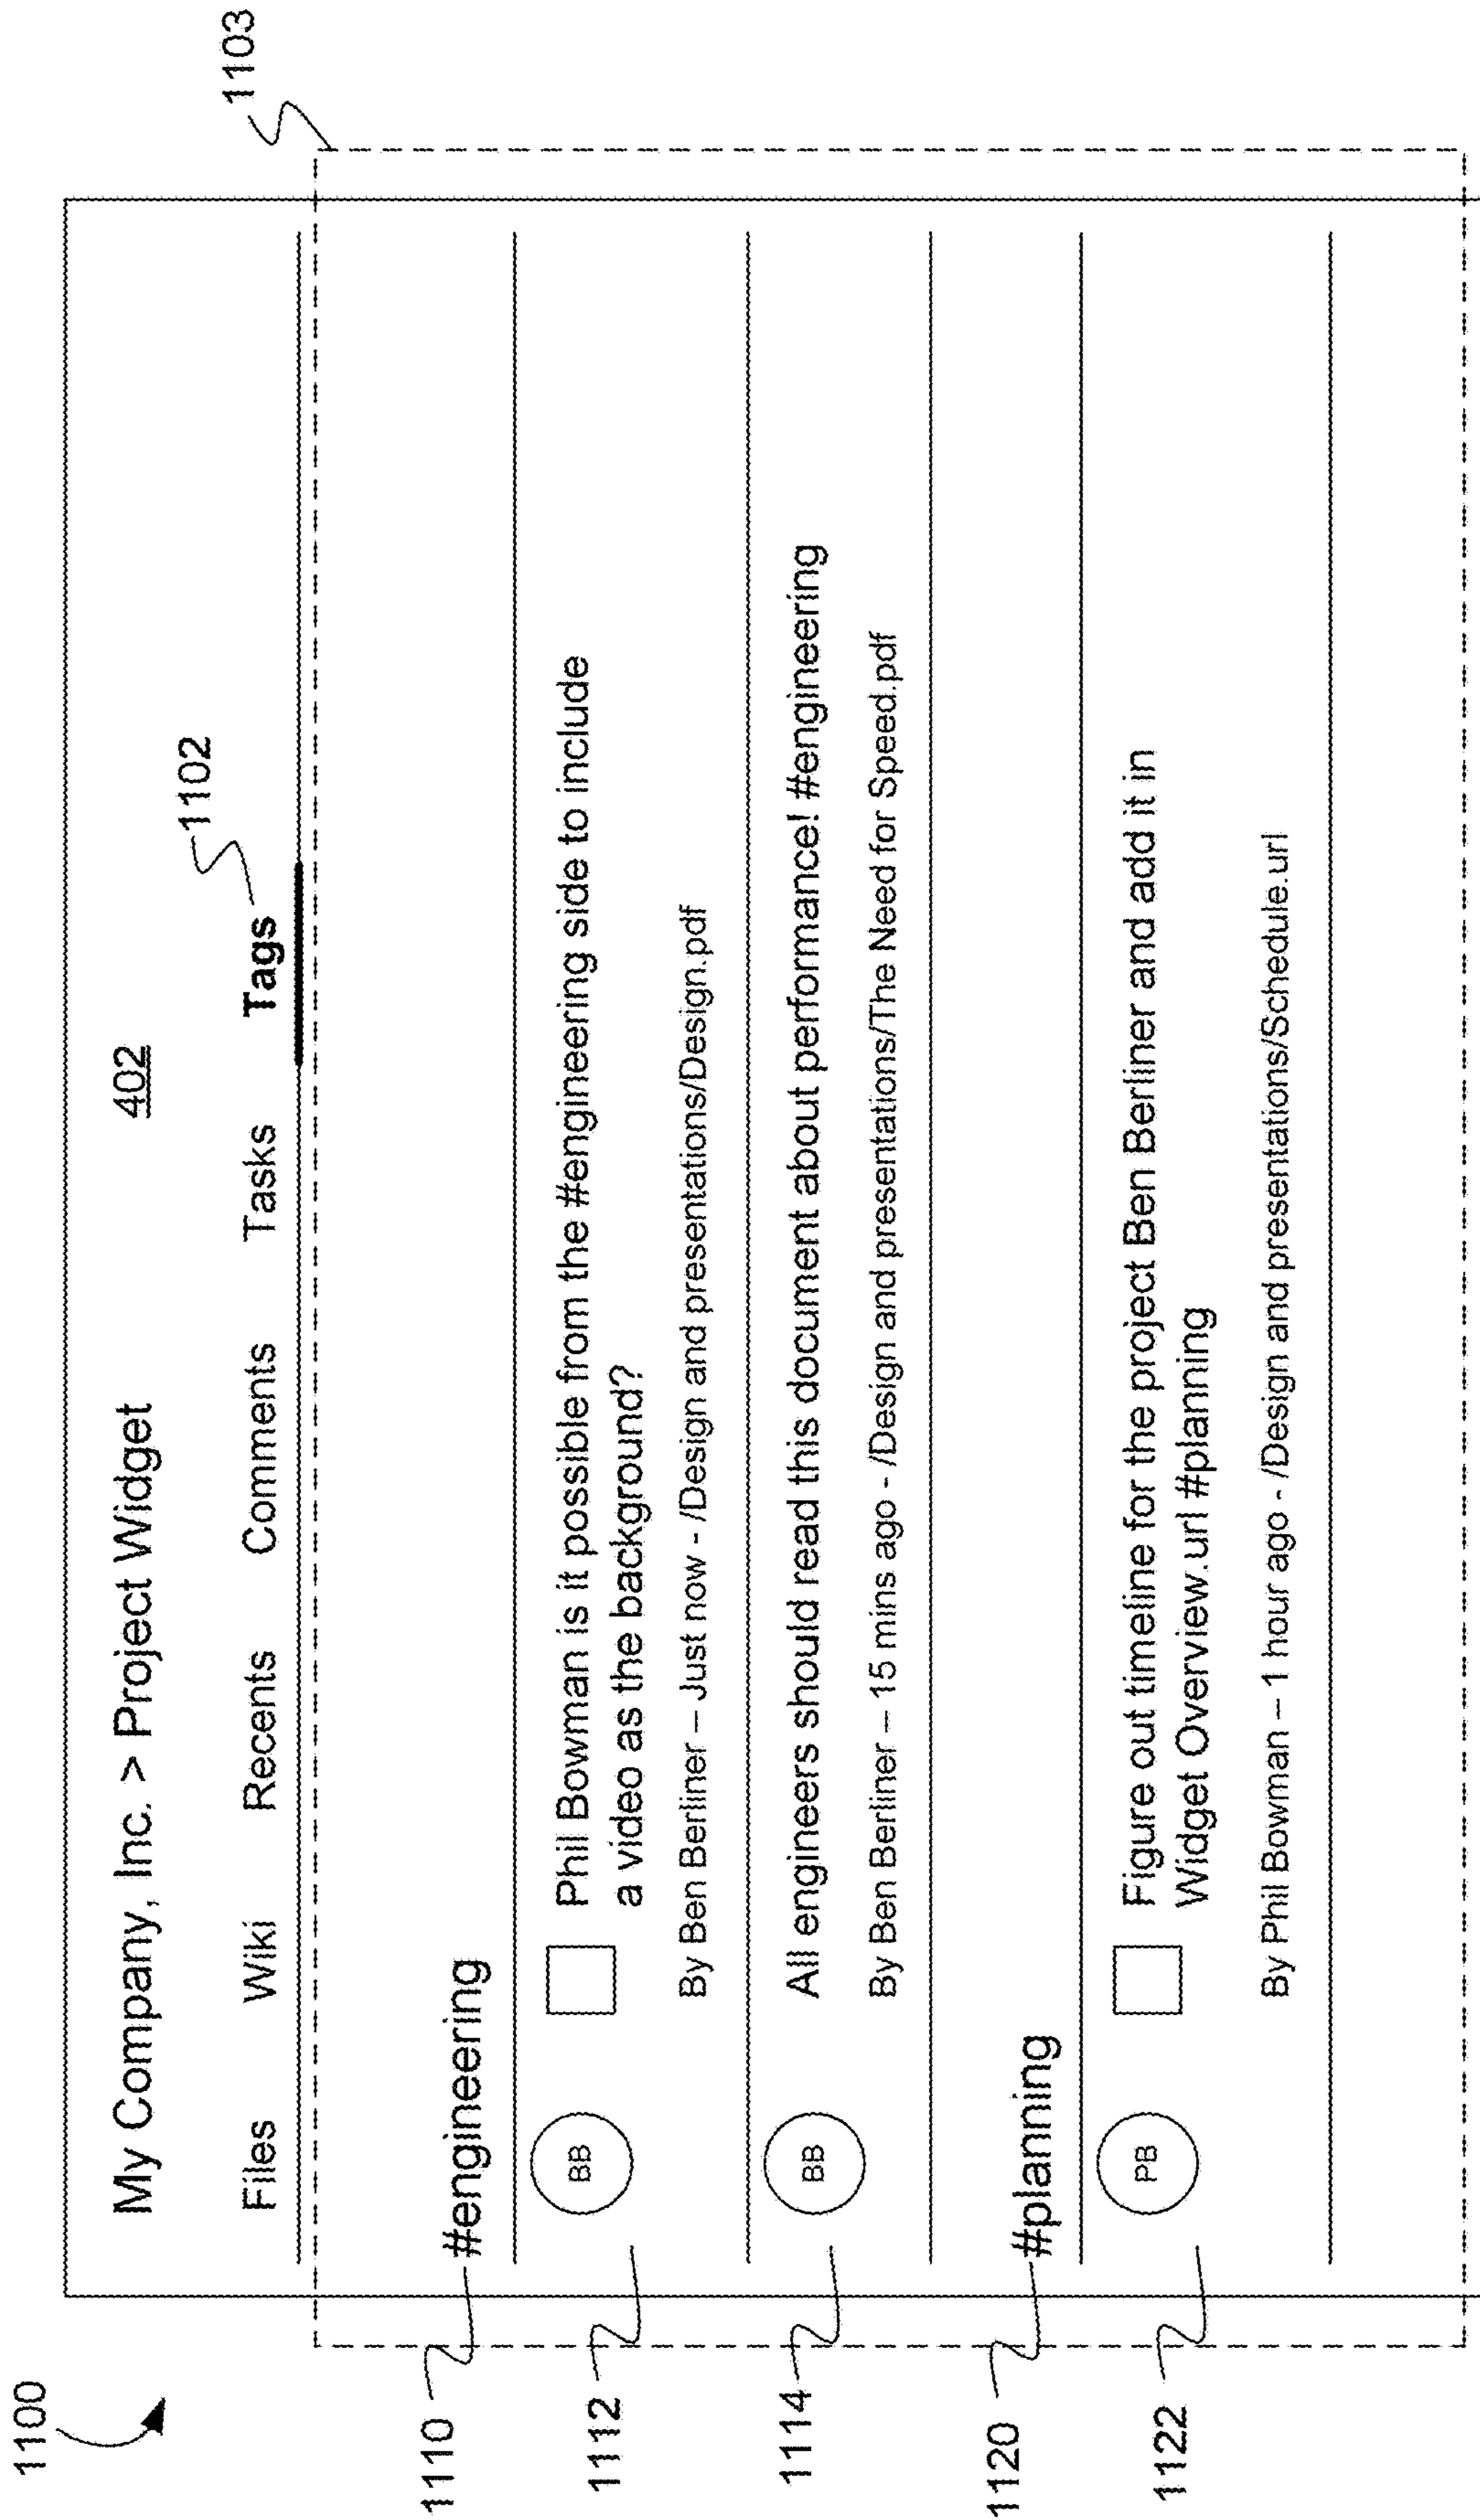 1100
My Company, Inc. > Project Widget 402
1102
1103
Files Wiki Recents Comments Tasks Tags
1110
#engineering
1112
BB
Phil Bowman is it possible from the #engineering side to include
a video as the background?
By Ben Berliner – Just now - /Design and presentations/Design.pdf
1114
BB
All engineers should read this document about performance! #engineering
By Ben Berliner – 15 mins ago - /Design and presentations/The Need for Speed.pdf
1120
#planning
1122
PB
Figure out timeline for the project Ben Berliner and add it in
Widget Overview.url #planning
By Phil Bowman – 1 hour ago - /Design and presentations/Schedule.url